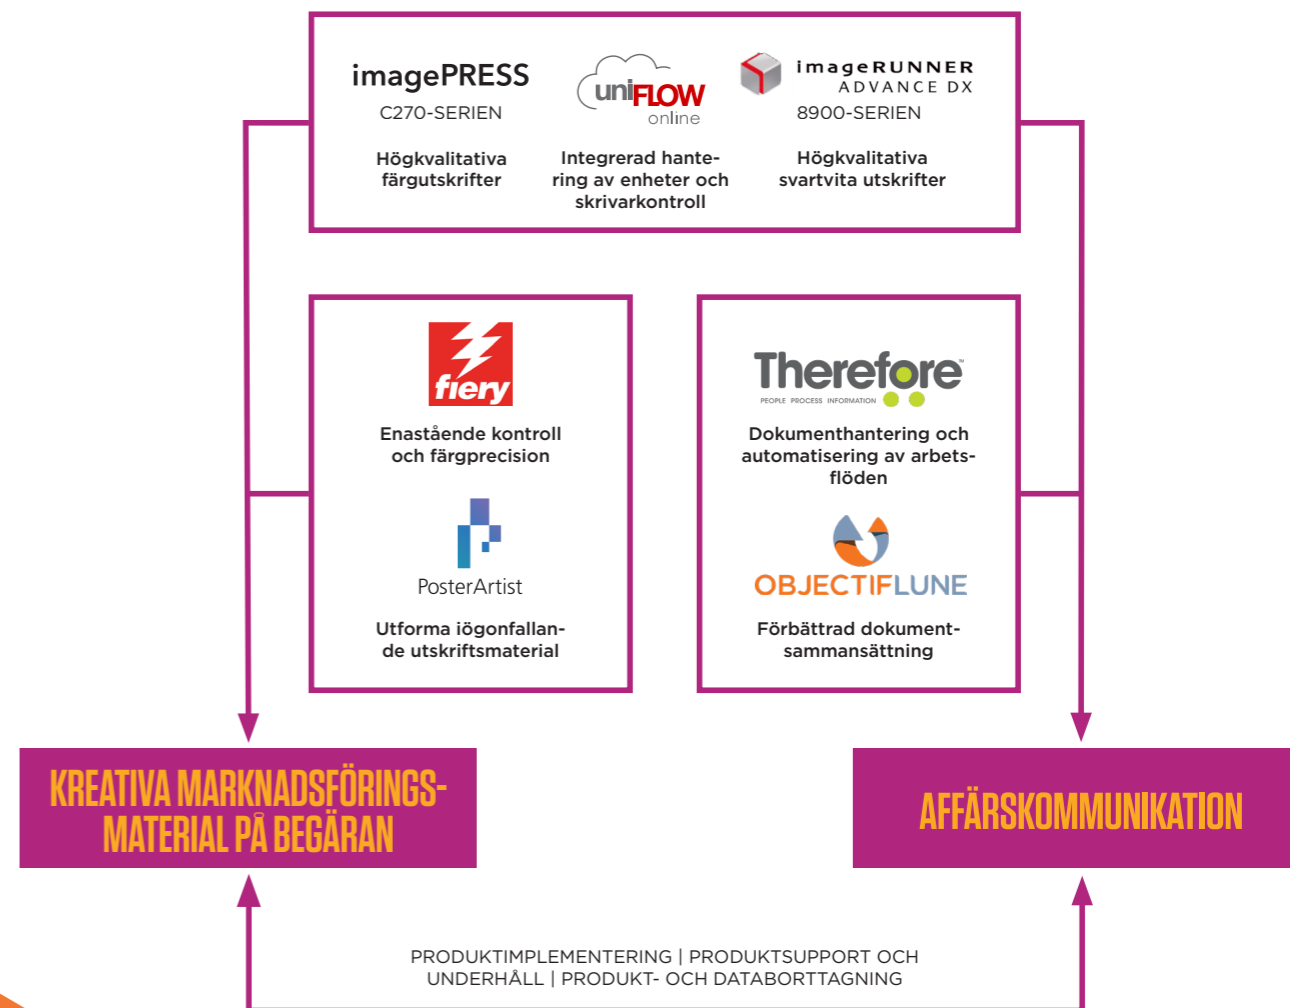 imagePRESS
C270-SERIEN
Högkvalitativa
färgutskrifter
uniFLOW
online
Integrerad hante-
ring av enheter och
skrivarkontroll
imageRUNNER
ADVANCE DX
8900-SERIEN
Högkvalitativa
svartvita utskrifter
fiery
Enastående kontroll
och färgprecision
PosterArtist
Utforma iögonfallan-
de utskriftsmaterial
Therefore™
PEOPLE PROCESS INFORMATION
Dokumenthantering och
automatisering av arbets-
flöden
OBJECTIFLUNE
Förbättrad dokument-
sammansättning
KREATIVA MARKNADSFÖRINGS-
MATERIAL PÅ BEGÄRAN
AFFÄRSKOMMUNIKATION
PRODUKTIMPLEMENTERING | PRODUKTSUPPORT OCH
UNDERHÅLL | PRODUKT- OCH DATABORTTAGNING